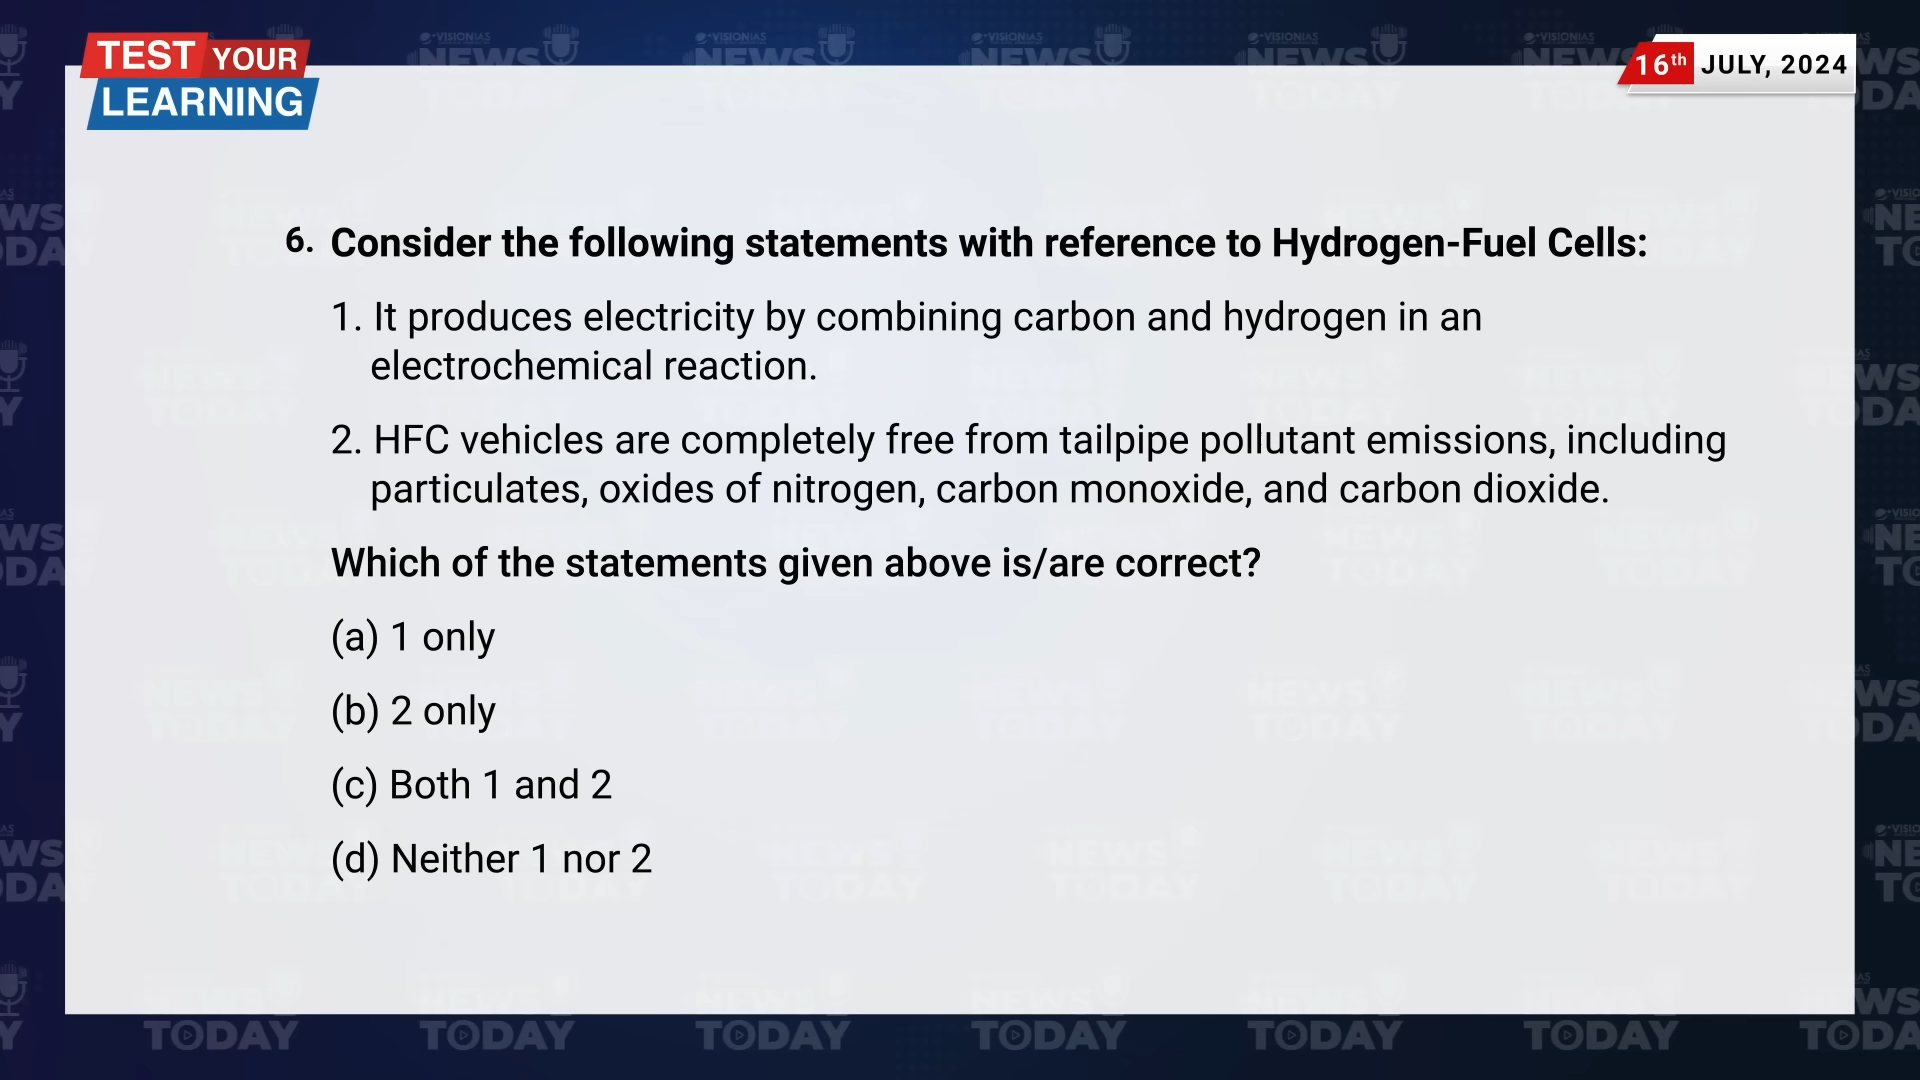 TEST YOUR
LEARNING
16th JULY, 2024
6. Consider the following statements with reference to Hydrogen-Fuel Cells:
1. It produces electricity by combining carbon and hydrogen in an
electrochemical reaction.
2. HFC vehicles are completely free from tailpipe pollutant emissions, including
particulates, oxides of nitrogen, carbon monoxide, and carbon dioxide.
Which of the statements given above is/are correct?
(a) 1 only
(b) 2 only
(c) Both 1 and 2
(d) Neither 1 nor 2